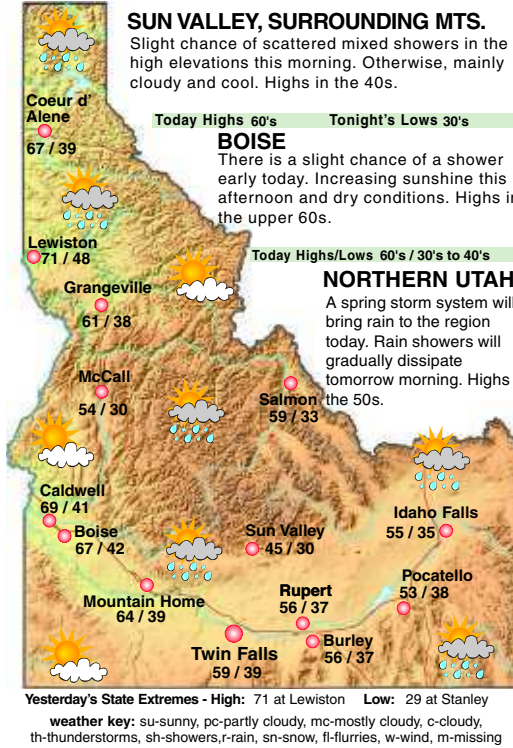 SUN VALLEY, SURROUNDING MTS.
Slight chance of scattered mixed showers in the
high elevations this morning. Otherwise, mainly
cloudy and cool. Highs in the 40s.
Today Highs 60's Tonight's Lows 30's
BOISE
There is a slight chance of a shower
early today. Increasing sunshine this
afternoon and dry conditions. Highs in
the upper 60s.
Today Highs/Lows 60's / 30's to 40's
NORTHERN UTAH
A spring storm system will
bring rain to the region
today. Rain showers will
gradually dissipate
tomorrow morning. Highs
the 50s.
Coeur d'
Alene
67 / 39
Lewiston
71 / 48
Grangeville
61 / 38
McCall
54 / 30
Salmon
59 / 33
Caldwell
69 / 41
Boise
67 / 42
Sun Valley
45 / 30
Idaho Falls
55 / 35
Pocatello
53 / 38
Mountain Home
64 / 39
Rupert
56 / 37
Burley
56 / 37
Twin Falls
59 / 39
Yesterday's State Extremes - High: 71 at Lewiston Low: 29 at Stanley
weather key: su-sunny, pc-partly cloudy, mc-mostly cloudy, c-cloudy,
th-thunderstorms, sh-showers,r-rain, sn-snow, fl-flurries, w-wind, m-missing